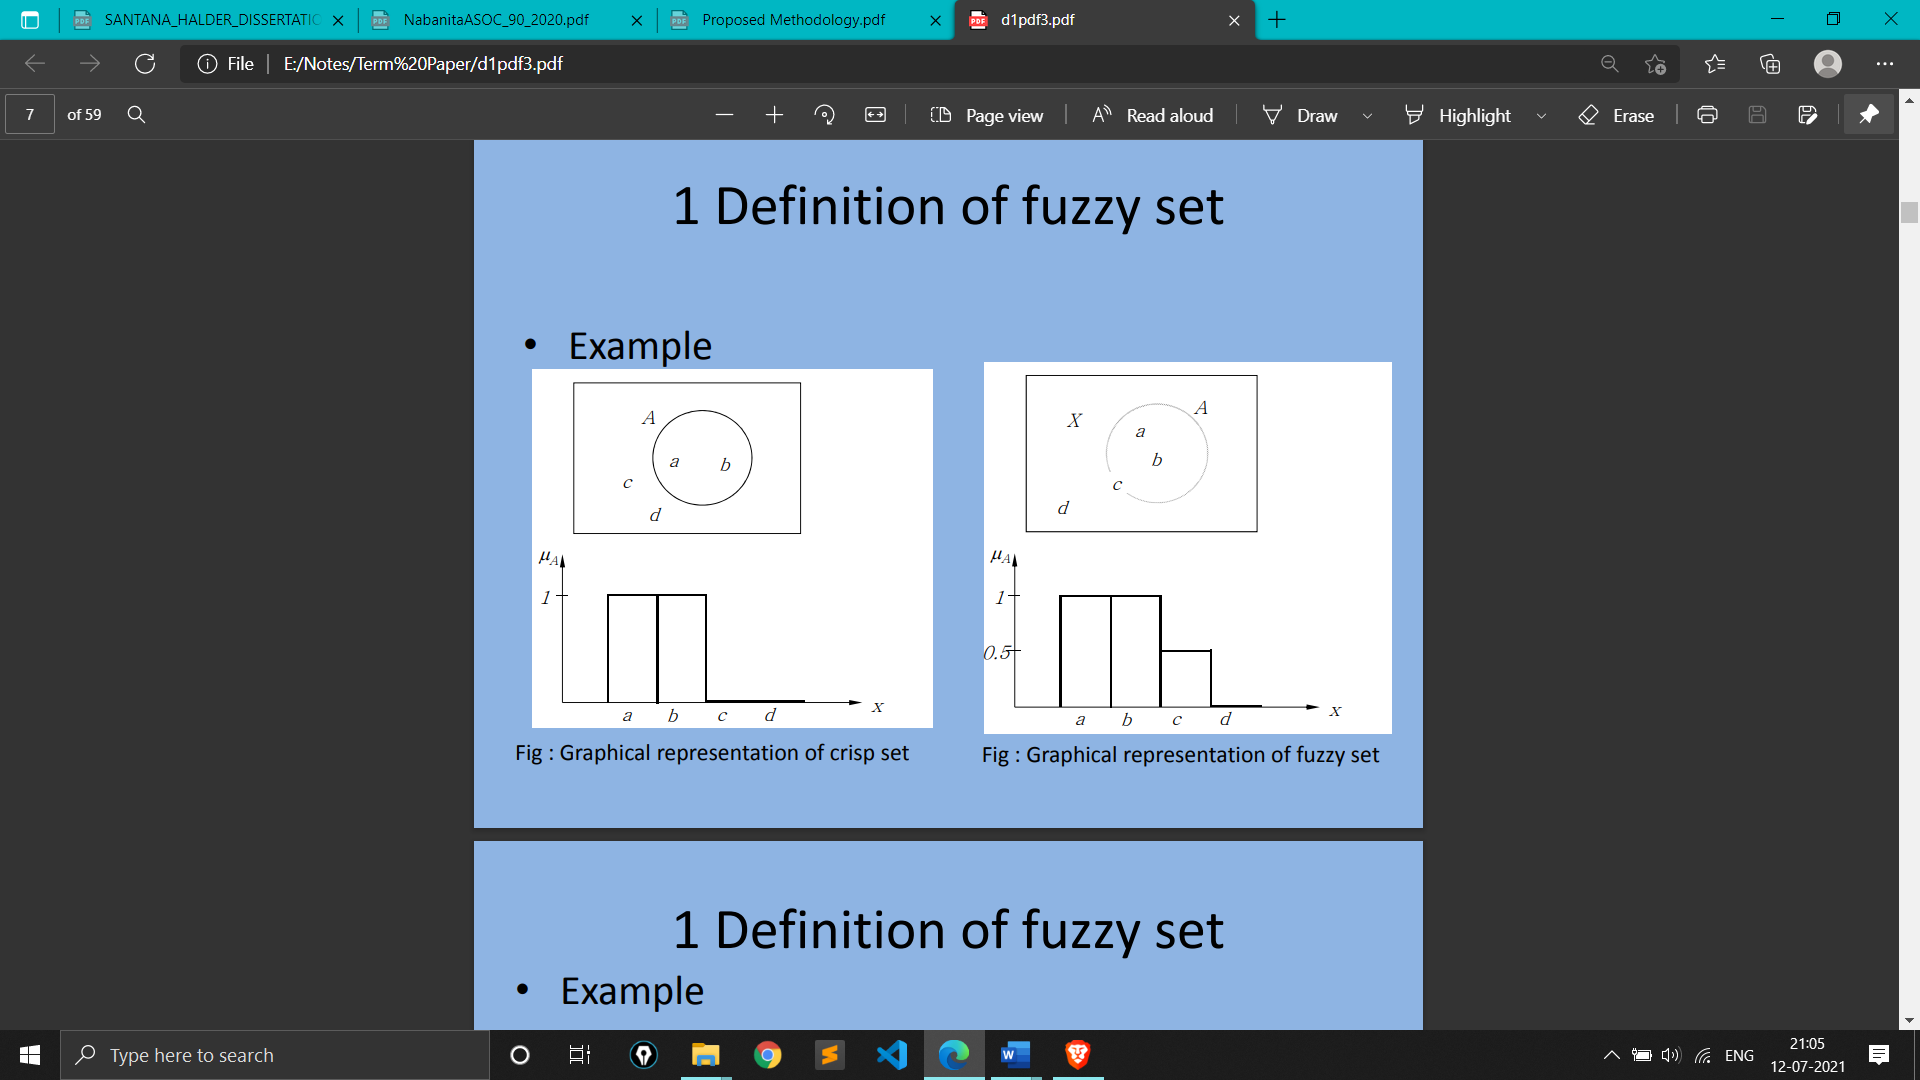 SANTANA_HALDER_DISSERTATIC
NabanitaASOC_90_2020.pdf
Proposed Methodology.pdf
d1pdf3.pdf
File
E:/Notes/Term%20Paper/d1pdf3.pdf
7
of 59
Page view
Read aloud
Draw
Highlight
Erase
1 Definition of fuzzy set
• Example
A
a
b
c
d
μA
1
a b c d
x
Fig : Graphical representation of crisp set
X
A
a
b
c
d
μA
1
0.5
a b c d
x
Fig : Graphical representation of fuzzy set
1 Definition of fuzzy set
• Example
Type here to search
ENG
21:05
12-07-2021